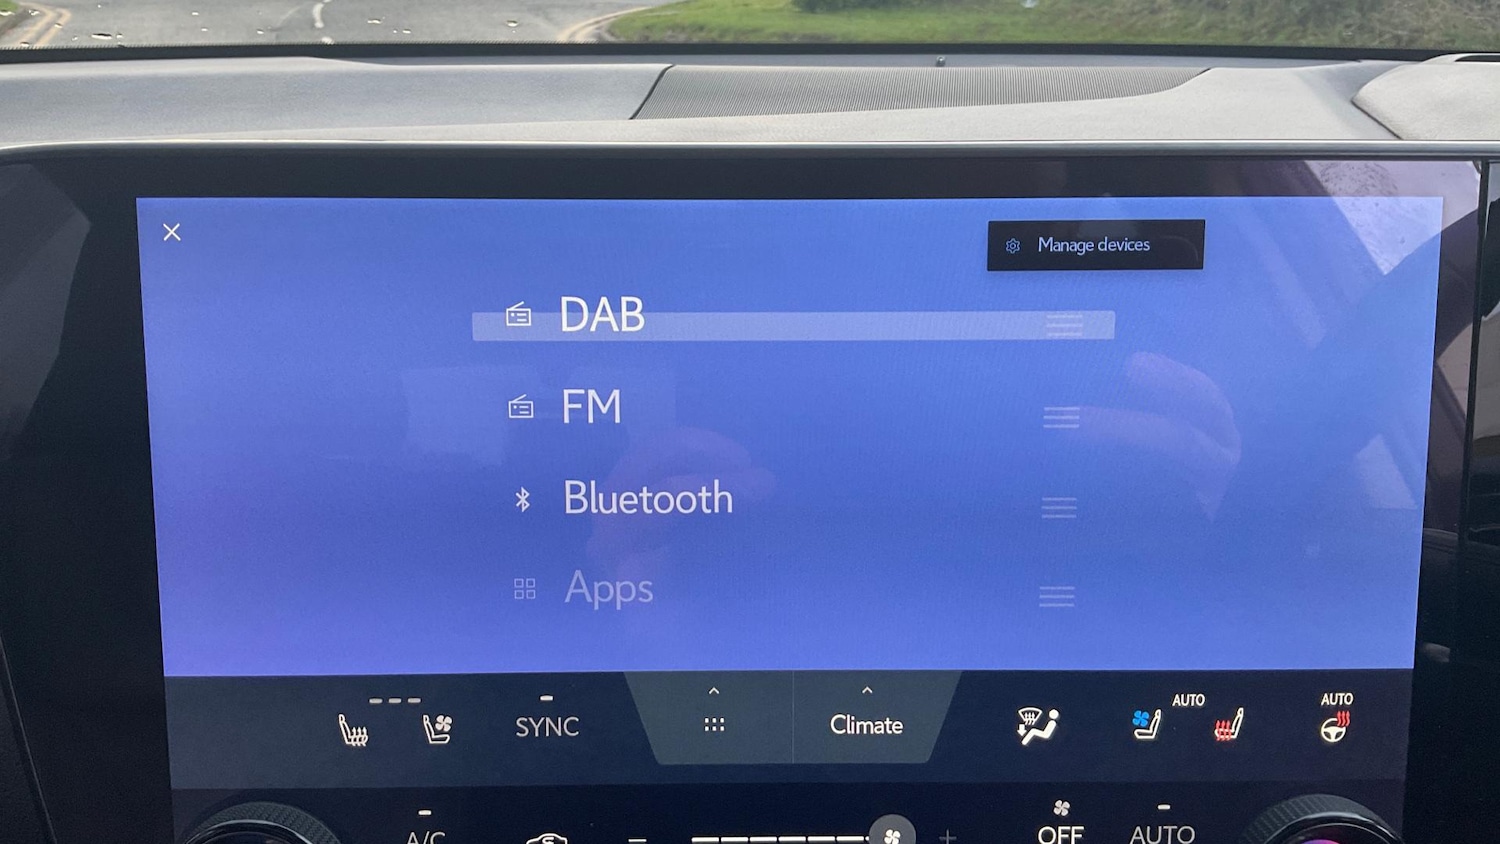 Manage devices
DAB
FM
Bluetooth
Apps
AUTO
AUTO
SYNC
Climate
A/C
OFF
AUTO